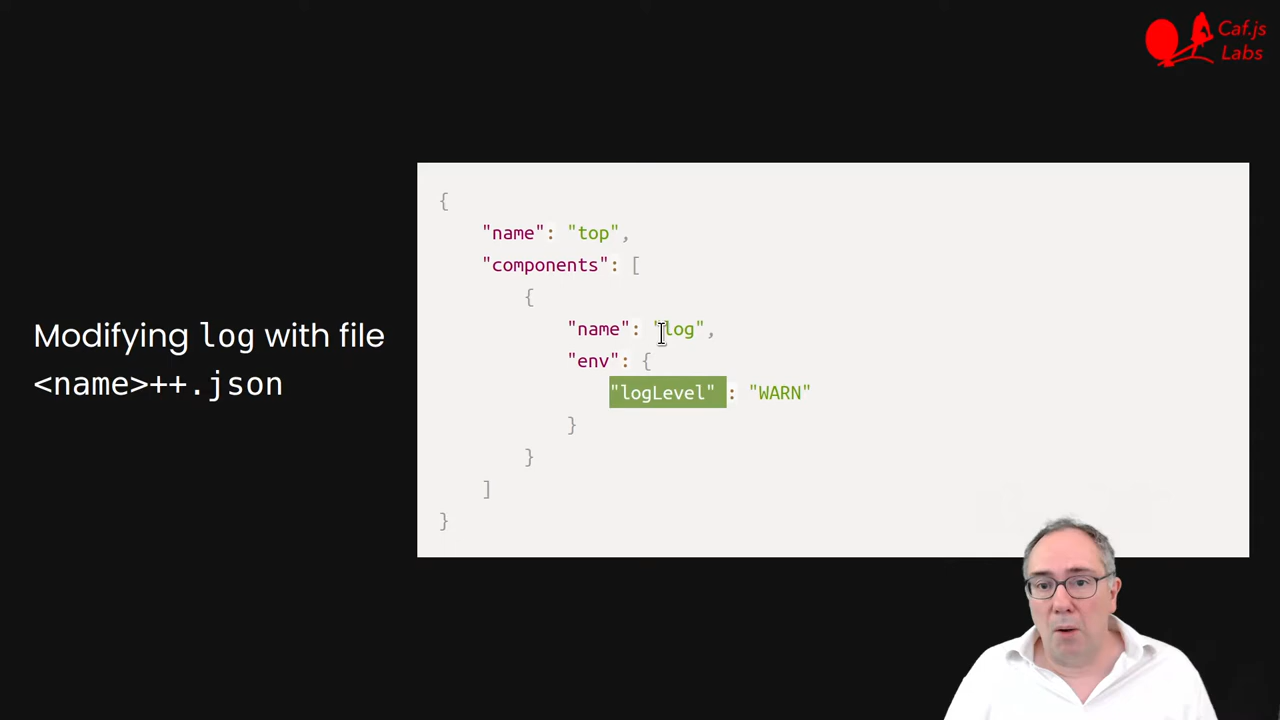 Caf.js
Labs
Modifying log with file
<name>++.json
{
"name": "top",
"components": [
{
"name": "log",
"env": {
"logLevel" : "WARN"
}
}
]
}